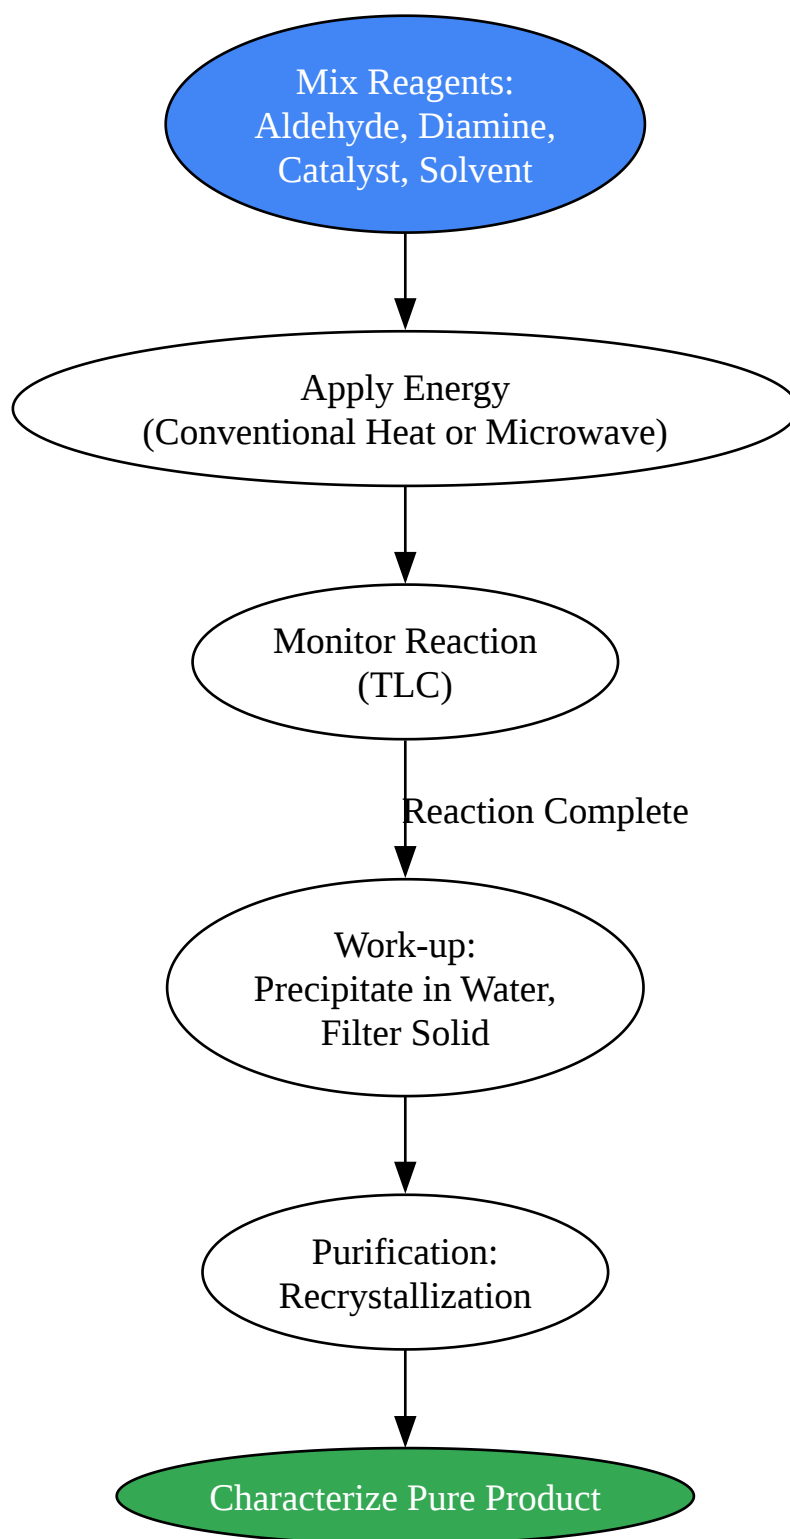 Mix Reagents:
Aldehyde, Diamine,
Catalyst, Solvent
Apply Energy
(Conventional Heat or Microwave)
Monitor Reaction
(TLC)
Reaction Complete
Work-up:
Precipitate in Water,
Filter Solid
Purification:
Recrystallization
Characterize Pure Product